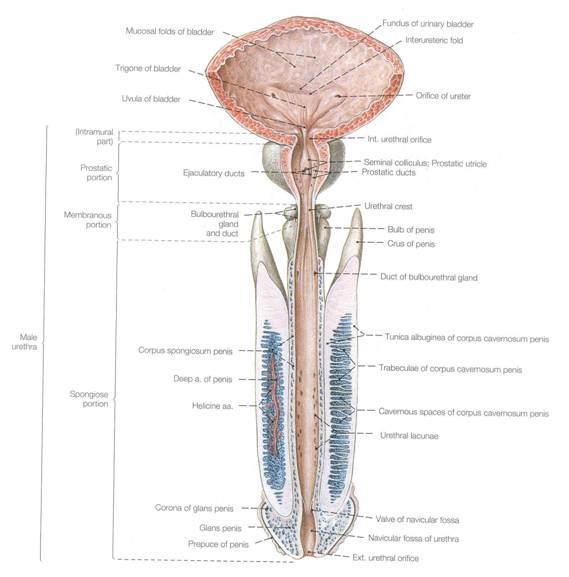 Mucosal folds of bladder
Fundus of urinary bladder
Interureteric fold
Trigone of bladder
Orifice of ureter
Uvula of bladder
(Intramural
part)
Int. urethral orifice
Prostatic
portion
Ejaculatory ducts
Seminal colliculus; Prostatic utricle
Prostatic ducts
Urethral crest
Membranous
portion
Bulbourethral
gland
and duct
Bulb of penis
Crus of penis
Duct of bulbourethral gland
Male
urethra
Tunica albuginea of corpus cavernosum penis
Corpus spongiosum penis
Trabeculae of corpus cavernosum penis
Deep a. of penis
Spongiose
portion
Helicine aa.
Cavernous spaces of corpus cavernosum penis
Urethral lacunae
Corona of glans penis
Valve of navicular fossa
Glans penis
Navicular fossa of urethra
Prepuce of penis
Ext. urethral orifice